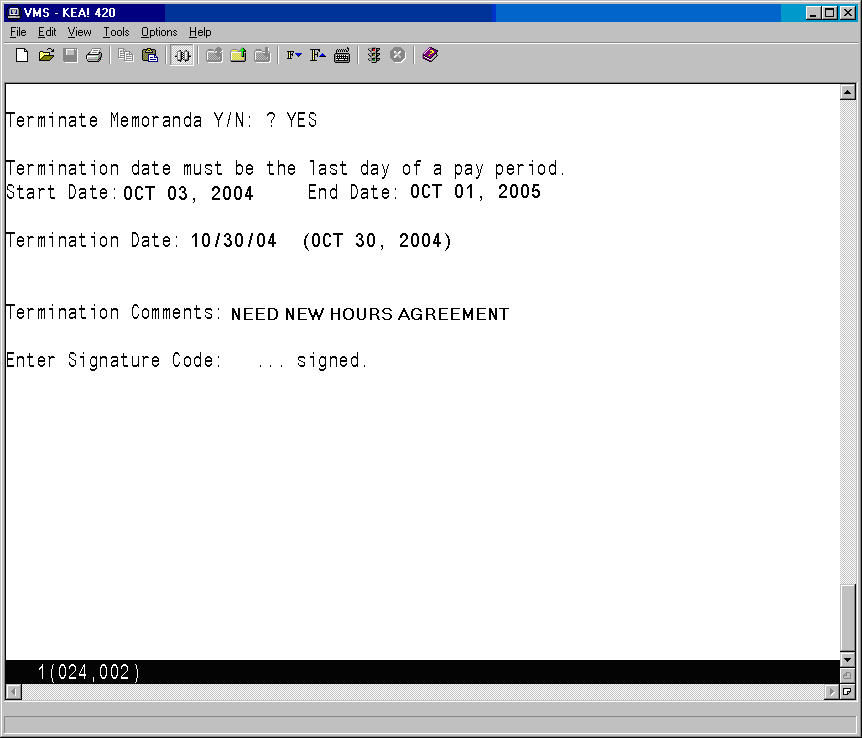 VMS - KEA! 420
File Edit View Tools Options Help
Terminate Memoranda Y/N: ? YES
Termination date must be the last day of a pay period.
Start Date: OCT 03, 2004 End Date: OCT 01, 2005
Termination Date: 10/30/04 (OCT 30, 2004)
Termination Comments: NEED NEW HOURS AGREEMENT
Enter Signature Code: ... signed.
1(024,002)